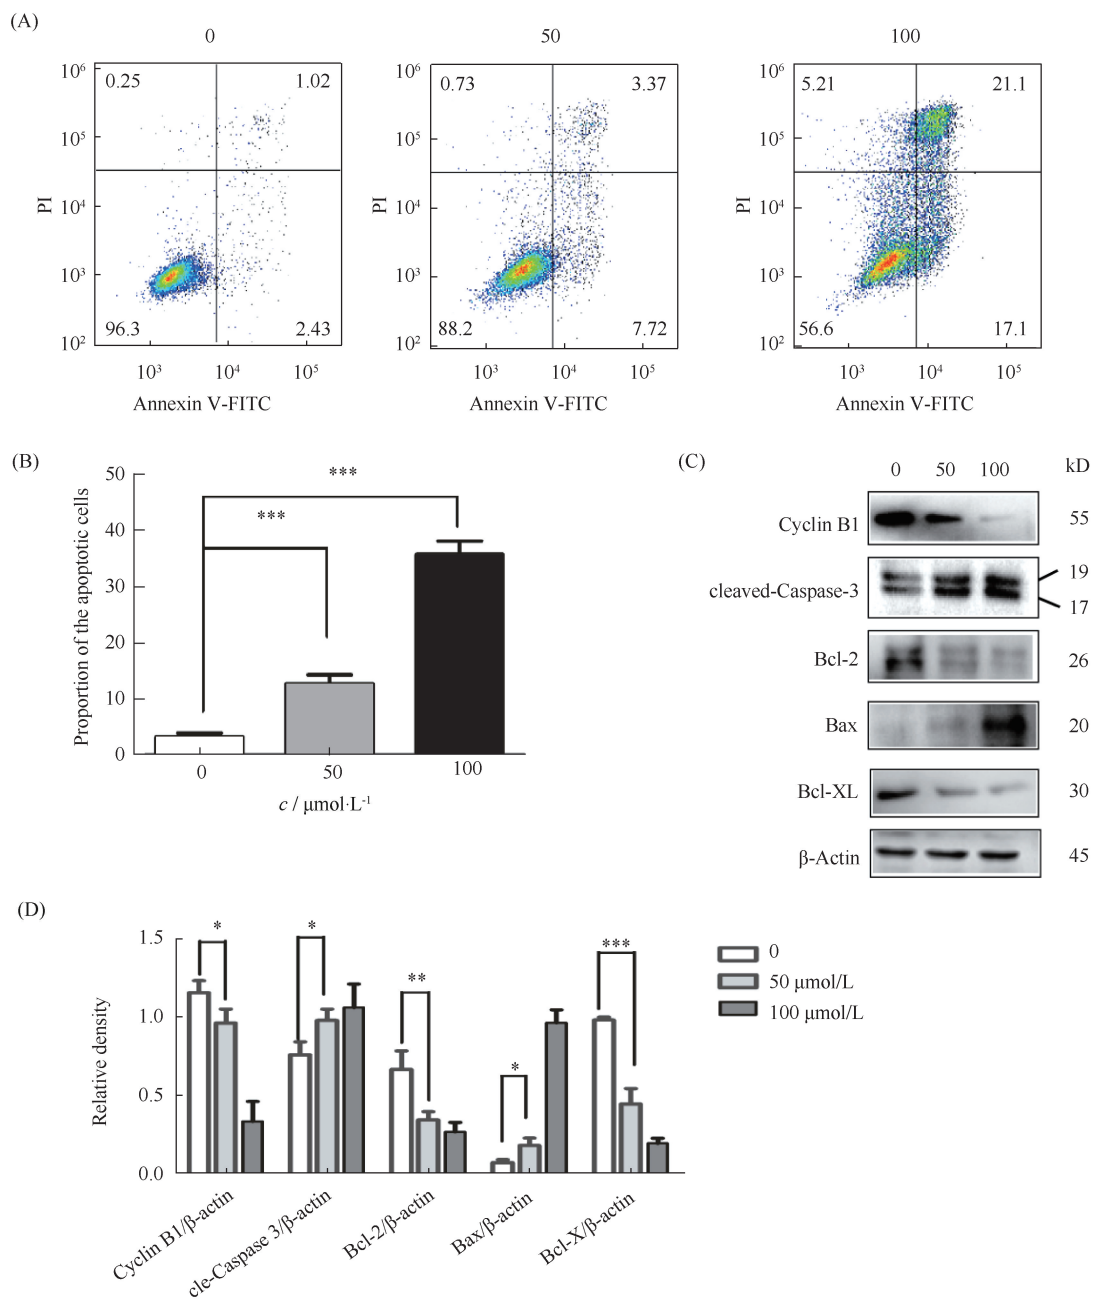 (A)
0
50
100
10⁶
10⁵
10⁴
10³
10²
PI
0.25
1.02
96.3
2.43
10³
10⁴
10⁵
Annexin V-FITC
10⁶
10⁵
10⁴
10³
10²
PI
0.73
3.37
88.2
7.72
10³
10⁴
10⁵
Annexin V-FITC
10⁶
10⁵
10⁴
10³
10²
PI
5.21
21.1
56.6
17.1
10³
10⁴
10⁵
Annexin V-FITC
(B)
Proportion of the apoptotic cells
50
40
30
20
10
0
***
***
0
50
100
c / μmol·L⁻¹
(C)
0 50 100 kD
Cyclin B1 55
cleaved-Caspase-3 19
17
Bcl-2 26
Bax 20
Bcl-XL 30
β-Actin 45
(D)
Relative density
1.5
1.0
0.5
0.0
*
*
**
*
***
Cyclin B1/β-actin
cle-Caspase 3/β-actin
Bcl-2/β-actin
Bax/β-actin
Bcl-X/β-actin
0
50 μmol/L
100 μmol/L